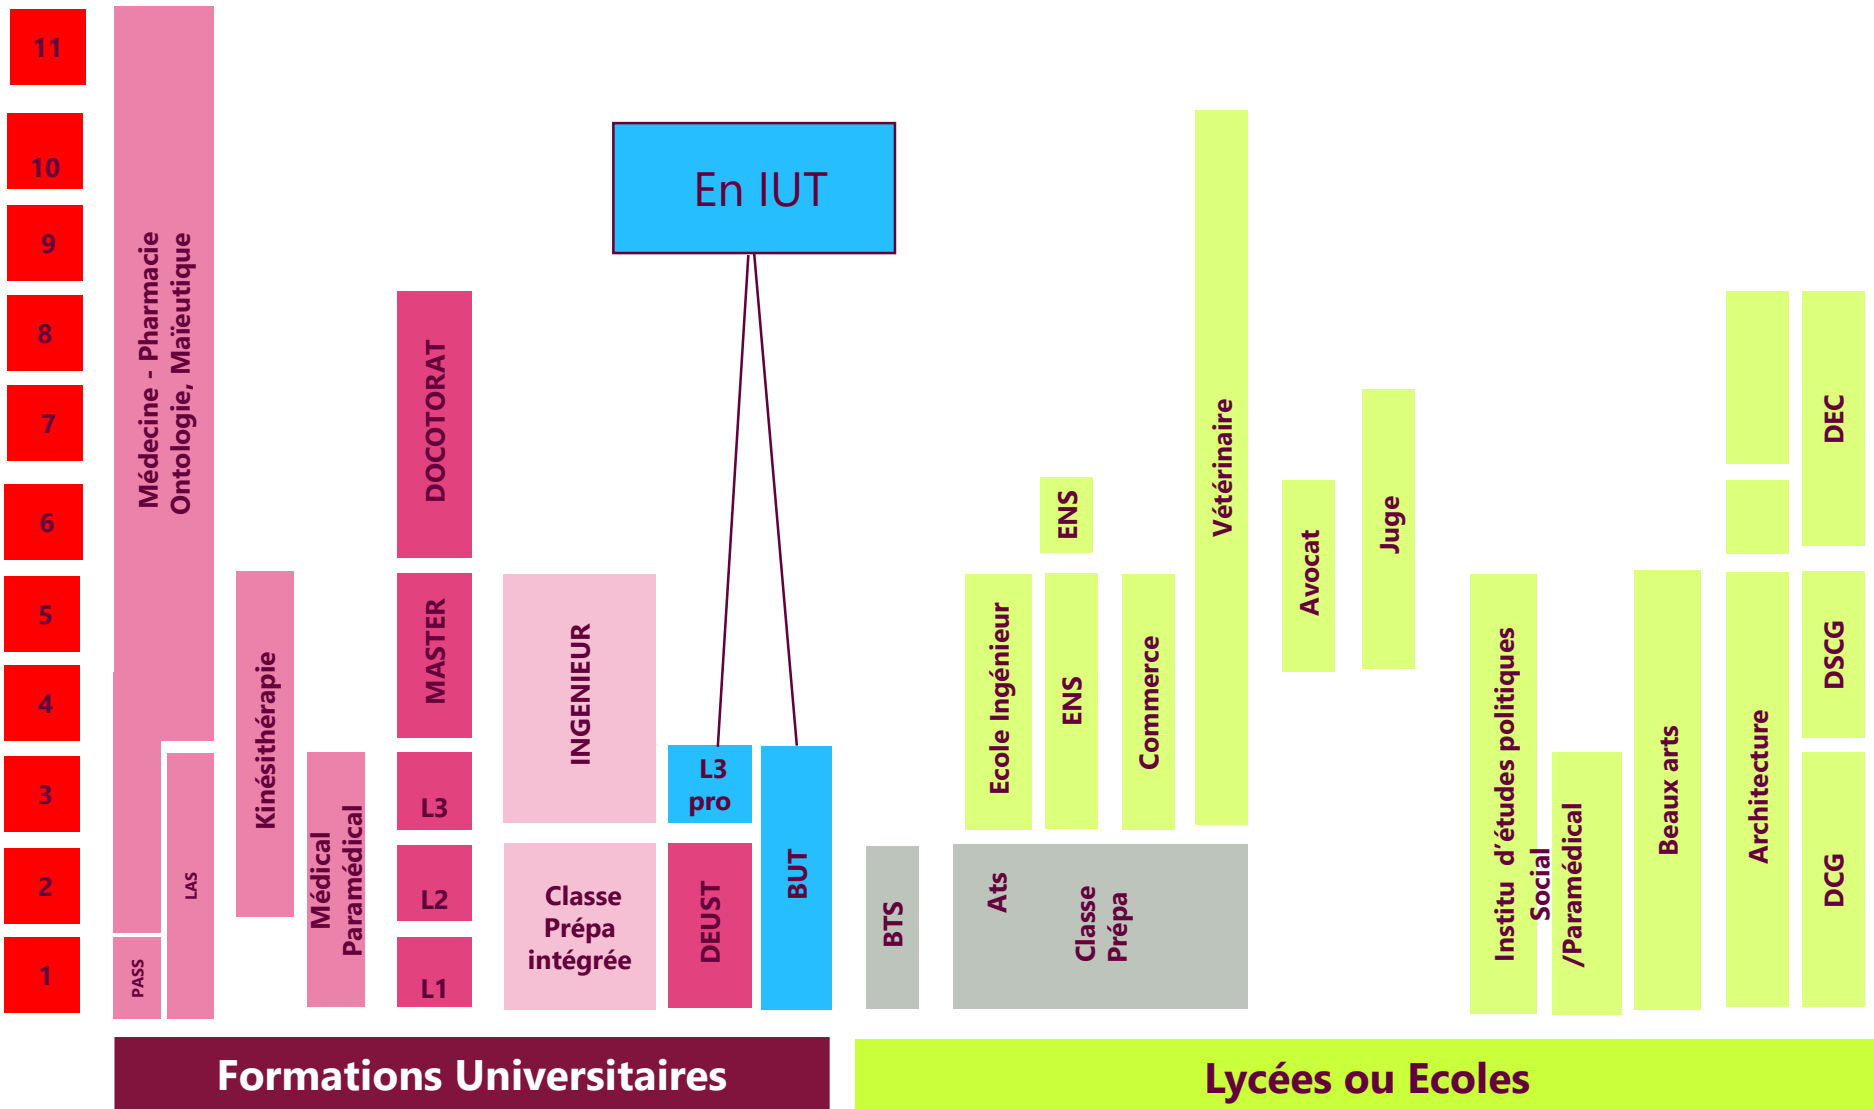 11
10
9
8
7
6
5
4
3
2
1
Médecine - Pharmacie
Ontologie, Maïeutique
PASS
LAS
Kinésithérapie
Médical
Paramédical
DOCOTORAT
MASTER
L3
L2
L1
INGENIEUR
Classe
Prépa
intégrée
En IUT
L3
pro
DEUST
BUT
BTS
Ats
Classe
Prépa
Ecole Ingénieur
ENS
ENS
Commerce
Vétérinaire
Avocat
Juge
Institu d'études politiques
Social
/Paramédical
Beaux arts
Architecture
DEC
DSCG
DCG
Formations Universitaires
Lycées ou Ecoles